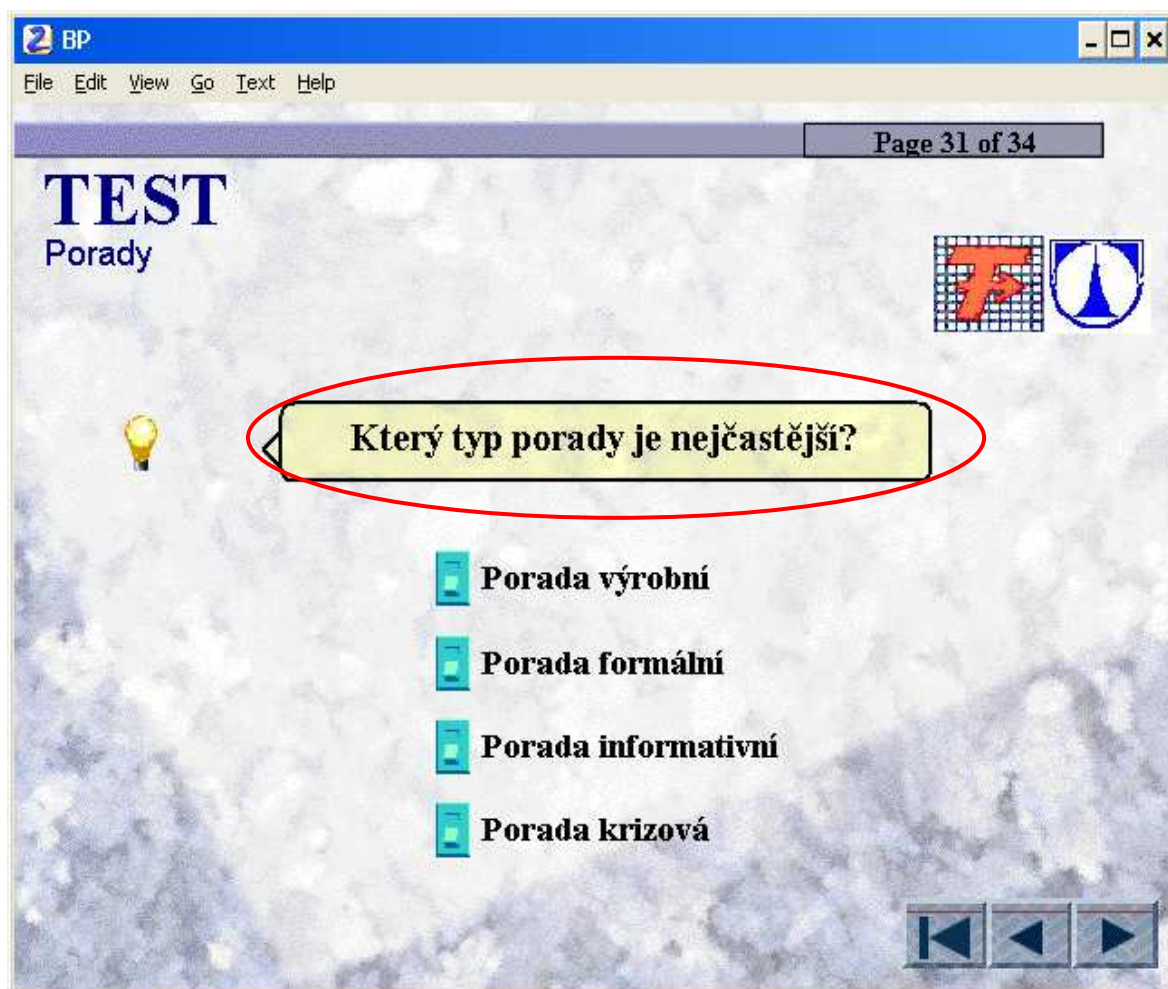 BP
File Edit View Go Text Help
Page 31 of 34
TEST
Porady
Který typ porady je nejčastější?
Porada výrobní
Porada formální
Porada informativní
Porada krizová